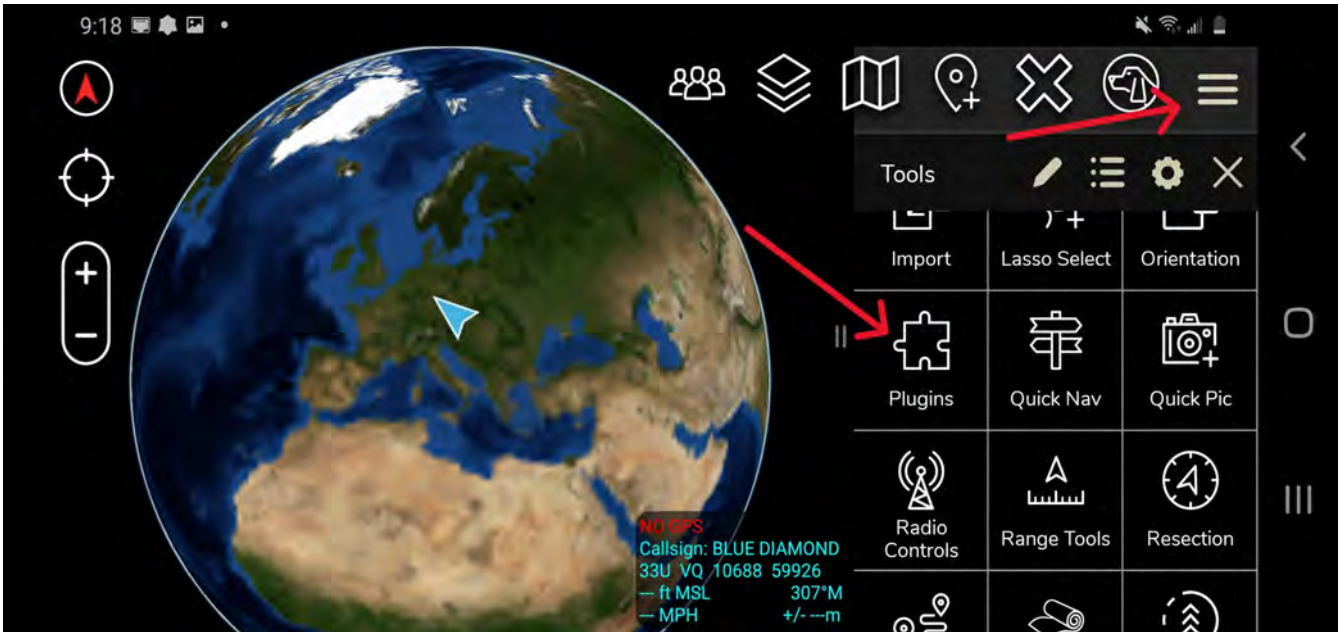 9:18
Tools
Import
Lasso Select
Orientation
Plugins
Quick Nav
Quick Pic
Radio
Controls
Range Tools
Resection
NO GPS
Callsign: BLUE DIAMOND
33U VQ 10688 59926
--- ft MSL 307°M
--- MPH +/- ---m